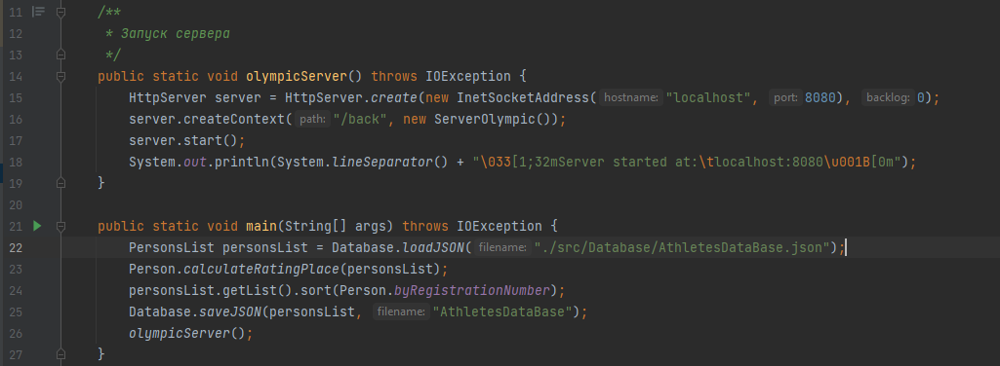 11 /**
12 * Запуск сервера
13 */
14 public static void olympicServer() throws IOException {
15 HttpServer server = HttpServer.create(new InetSocketAddress( hostname: "localhost", port: 8080), backlog: 0);
16 server.createContext( path: "/back", new ServerOlympic());
17 server.start();
18 System.out.println(System.lineSeparator() + "\033[1;32mServer started at:\tlocalhost:8080\u001B[0m");
19 }
20
21 public static void main(String[] args) throws IOException {
22 PersonsList personsList = Database.loadJSON( filename: "./src/Database/AthletesDataBase.json");
23 Person.calculateRatingPlace(personsList);
24 personsList.getList().sort(Person.byRegistrationNumber);
25 Database.saveJSON(personsList, filename: "AthletesDataBase");
26 olympicServer();
27 }